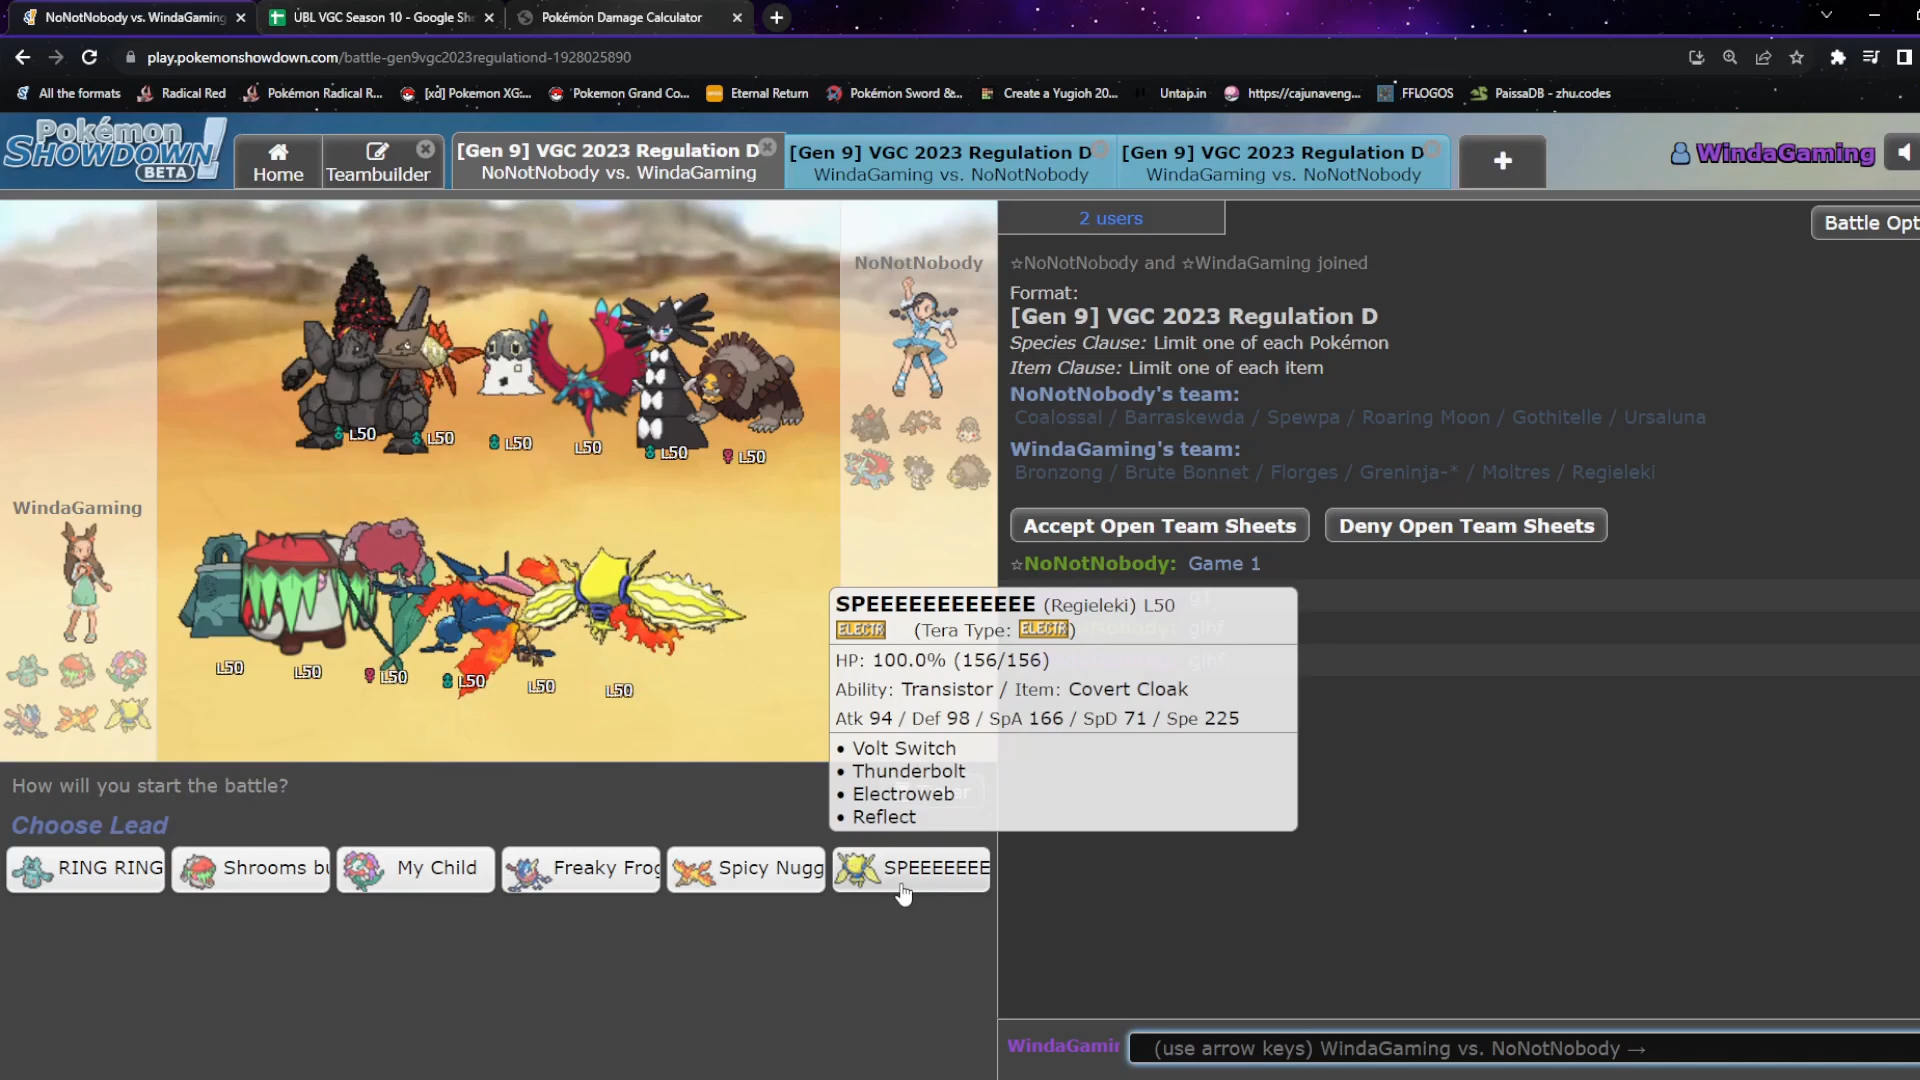 NoNotNobody vs. WindaGaming
UBL VGC Season 10 - Google Sh
Pokémon Damage Calculator
play.pokemonshowdown.com/battle-gen9vgc2023regulationd-1928025890
All the formats
Radical Red
Pokémon Radical R...
[xd] Pokemon XG:...
Pokemon Grand Co...
Eternal Return
Pokémon Sword &...
Create a Yugioh 20...
Untap.in
https://cajunaveng...
FFLOGOS
PaissaDB - zhu.codes
Pokémon
SHOWDOWN!
BETA
Home
Teambuilder
[Gen 9] VGC 2023 Regulation D
NoNotNobody vs. WindaGaming
[Gen 9] VGC 2023 Regulation D
WindaGaming vs. NoNotNobody
[Gen 9] VGC 2023 Regulation D
WindaGaming vs. NoNotNobody
WindaGaming
2 users
Battle Opt
NoNotNobody
☆NoNotNobody and ☆WindaGaming joined
Format:
[Gen 9] VGC 2023 Regulation D
Species Clause: Limit one of each Pokémon
Item Clause: Limit one of each item
NoNotNobody's team:
Coalossal / Barraskewda / Spewpa / Roaring Moon / Gothitelle / Ursaluna
WindaGaming's team:
Bronzong / Brute Bonnet / Florges / Greninja-* / Moltres / Regieleki
Accept Open Team Sheets
Deny Open Team Sheets
☆NoNotNobody: Game 1
glhf
glhf
L50
L50
L50
L50
L50
L50
WindaGaming
L50
L50
L50
L50
L50
L50
SPEEEEEEEEEEEE (Regieleki) L50
ELECTR (Tera Type: ELECTR)
HP: 100.0% (156/156)
Ability: Transistor / Item: Covert Cloak
Atk 94 / Def 98 / SpA 166 / SpD 71 / Spe 225
• Volt Switch
• Thunderbolt
• Electroweb
• Reflect
How will you start the battle?
Choose Lead
RING RING
Shrooms bu
My Child
Freaky Frog
Spicy Nugg
SPEEEEEEE
WindaGamin
(use arrow keys) WindaGaming vs. NoNotNobody →